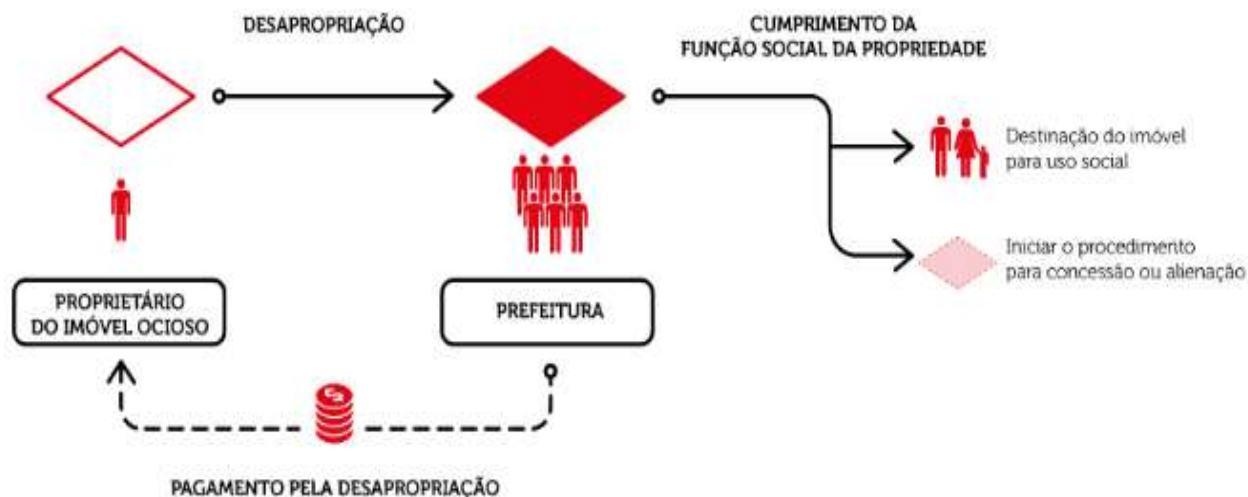 DESAPROPRIAÇÃO
CUMPRIMENTO DA
FUNÇÃO SOCIAL DA PROPRIEDADE
Destinação do imóvel
para uso social
Iniciar o procedimento
para concessão ou alienação
PROPRIETÁRIO
DO IMÓVEL OCIOSO
PREFEITURA
PAGAMENTO PELA DESAPROPRIAÇÃO